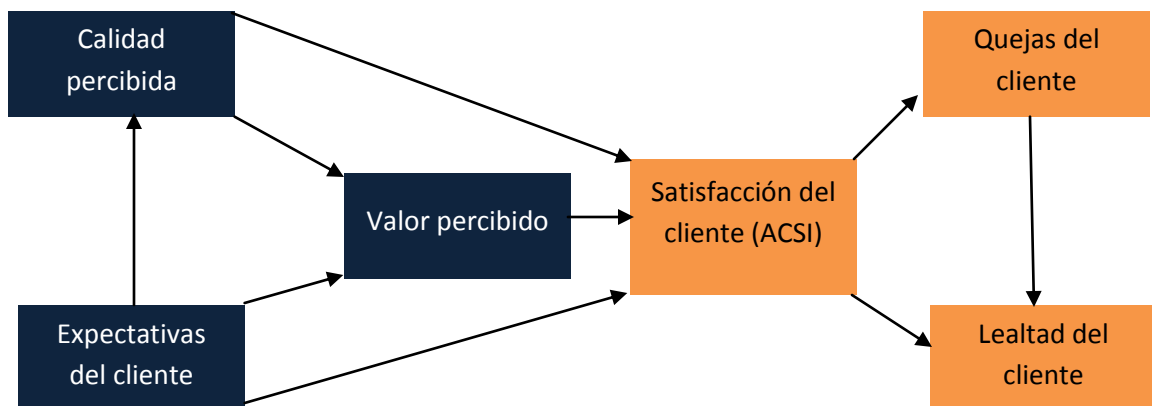 Calidad
percibida
Quejas del
cliente
Valor percibido
Satisfacción del
cliente (ACSI)
Expectativas
del cliente
Lealtad del
cliente